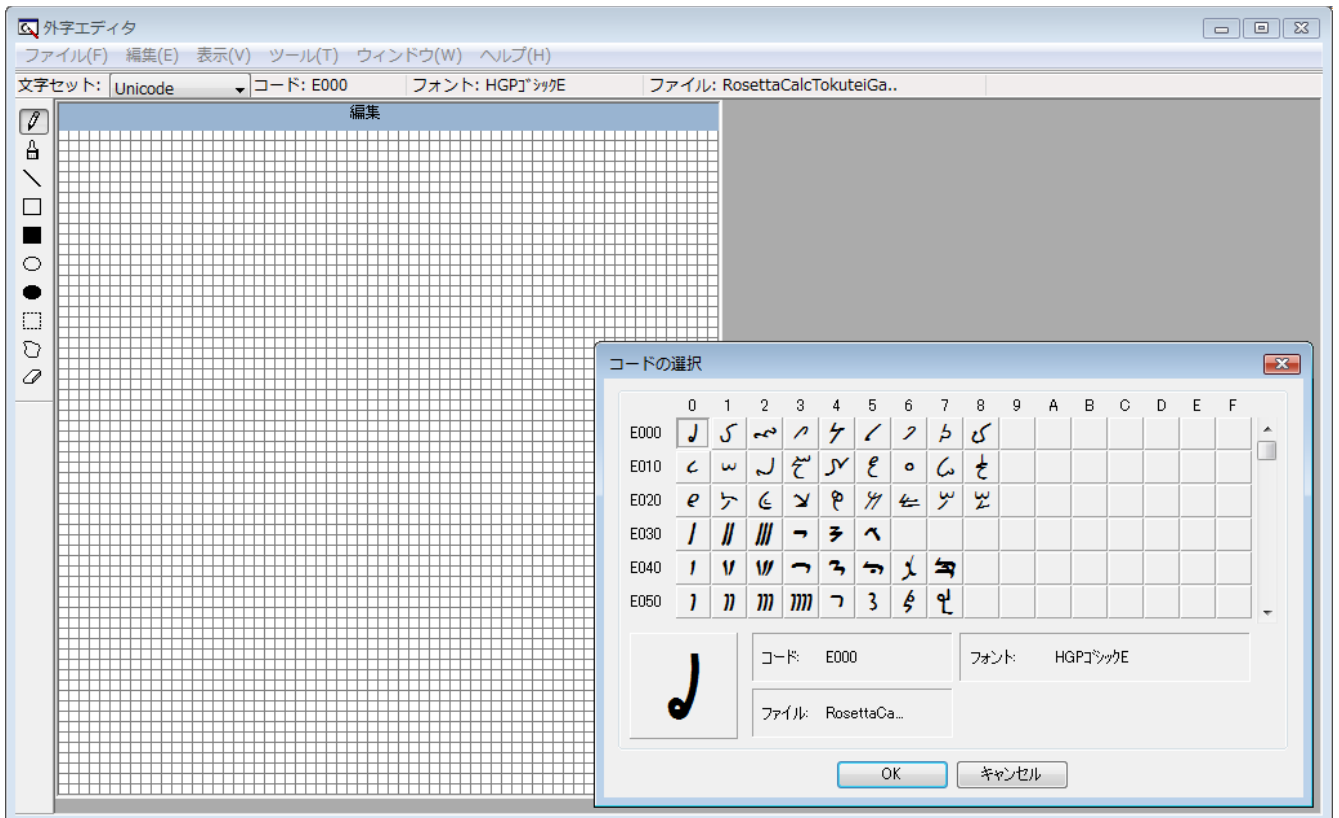 外字エディタ
ファイル(F) 編集(E) 表示(V) ツール(T) ウィンドウ(W) ヘルプ(H)
文字セット: Unicode コード: E000 フォント: HGPｺﾞｼｯｸE ファイル: RosettaCalcTokuteiGa..
編集
コードの選択
0 1 2 3 4 5 6 7 8 9 A B C D E F
E000
E010
E020
E030
E040
E050
コード: E000 フォント: HGPｺﾞｼｯｸE
ファイル: RosettaCa...
OK キャンセル